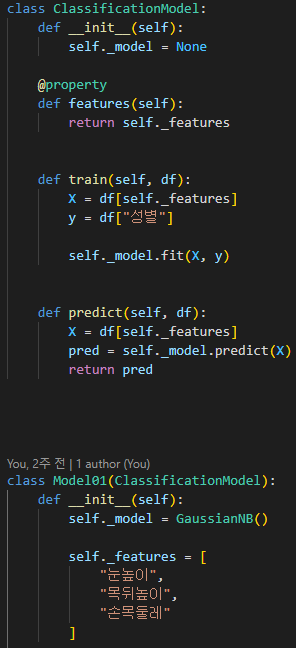 class ClassificationModel:
    def __init__(self):
        self._model = None
    @property
    def features(self):
        return self._features
    def train(self, df):
        X = df[self._features]
        y = df["성별"]
        self._model.fit(X, y)
    def predict(self, df):
        X = df[self._features]
        pred = self._model.predict(X)
        return pred
You, 2주 전 | 1 author (You)
class Model01(ClassificationModel):
    def __init__(self):
        self._model = GaussianNB()
        self._features = [
            "눈높이",
            "목뒤높이",
            "손목둘레"
        ]